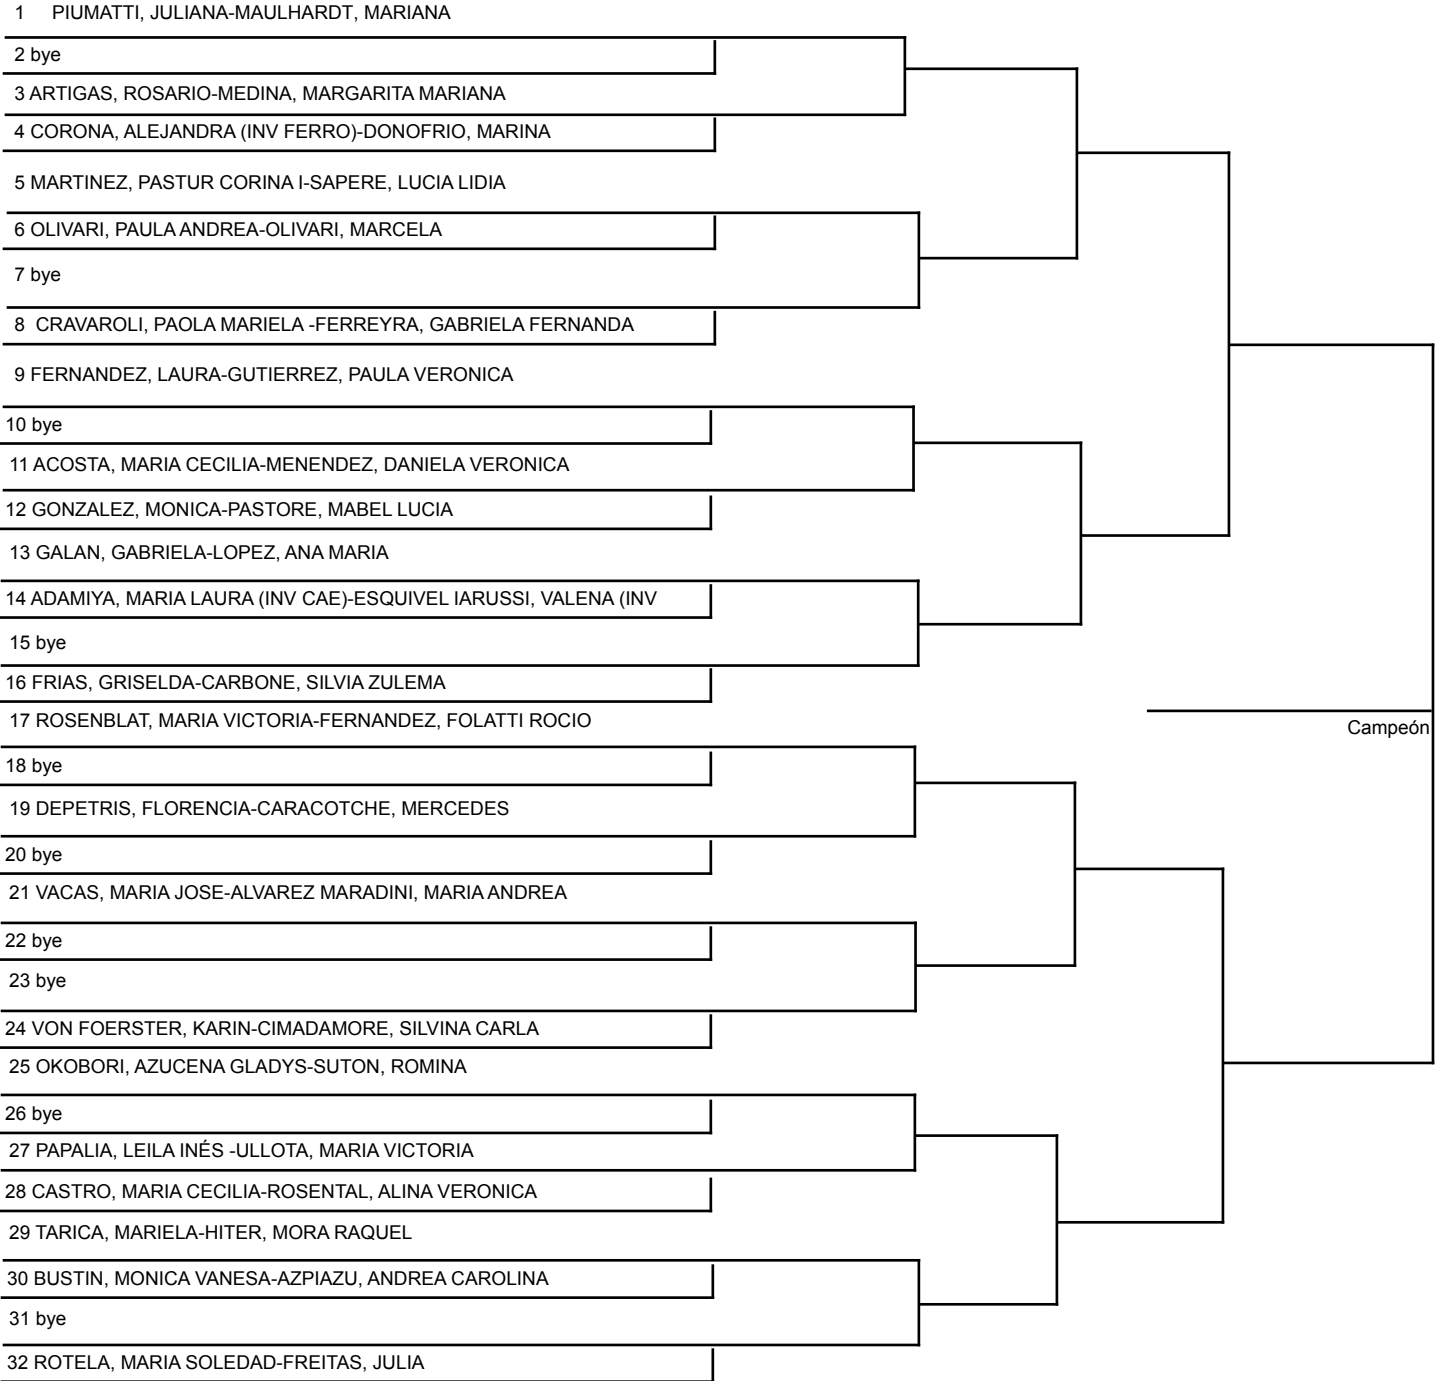 1 PIUMATTI, JULIANA-MAULHARDT, MARIANA
2 bye
3 ARTIGAS, ROSARIO-MEDINA, MARGARITA MARIANA
4 CORONA, ALEJANDRA (INV FERRO)-DONOFRIO, MARINA
5 MARTINEZ, PASTUR CORINA I-SAPERE, LUCIA LIDIA
6 OLIVARI, PAULA ANDREA-OLIVARI, MARCELA
7 bye
8 CRAVAROLI, PAOLA MARIELA -FERREYRA, GABRIELA FERNANDA
9 FERNANDEZ, LAURA-GUTIERREZ, PAULA VERONICA
10 bye
11 ACOSTA, MARIA CECILIA-MENENDEZ, DANIELA VERONICA
12 GONZALEZ, MONICA-PASTORE, MABEL LUCIA
13 GALAN, GABRIELA-LOPEZ, ANA MARIA
14 ADAMIYA, MARIA LAURA (INV CAE)-ESQUIVEL IARUSSI, VALENA (INV
15 bye
16 FRIAS, GRISELDA-CARBONE, SILVIA ZULEMA
17 ROSENBLAT, MARIA VICTORIA-FERNANDEZ, FOLATTI ROCIO
Campeón
18 bye
19 DEPETRIS, FLORENCIA-CARACOTCHE, MERCEDES
20 bye
21 VACAS, MARIA JOSE-ALVAREZ MARADINI, MARIA ANDREA
22 bye
23 bye
24 VON FOERSTER, KARIN-CIMADAMORE, SILVINA CARLA
25 OKOBORI, AZUCENA GLADYS-SUTON, ROMINA
26 bye
27 PAPALIA, LEILA INÉS -ULLOTA, MARIA VICTORIA
28 CASTRO, MARIA CECILIA-ROSENTAL, ALINA VERONICA
29 TARICA, MARIELA-HITER, MORA RAQUEL
30 BUSTIN, MONICA VANESA-AZPIAZU, ANDREA CAROLINA
31 bye
32 ROTELA, MARIA SOLEDAD-FREITAS, JULIA